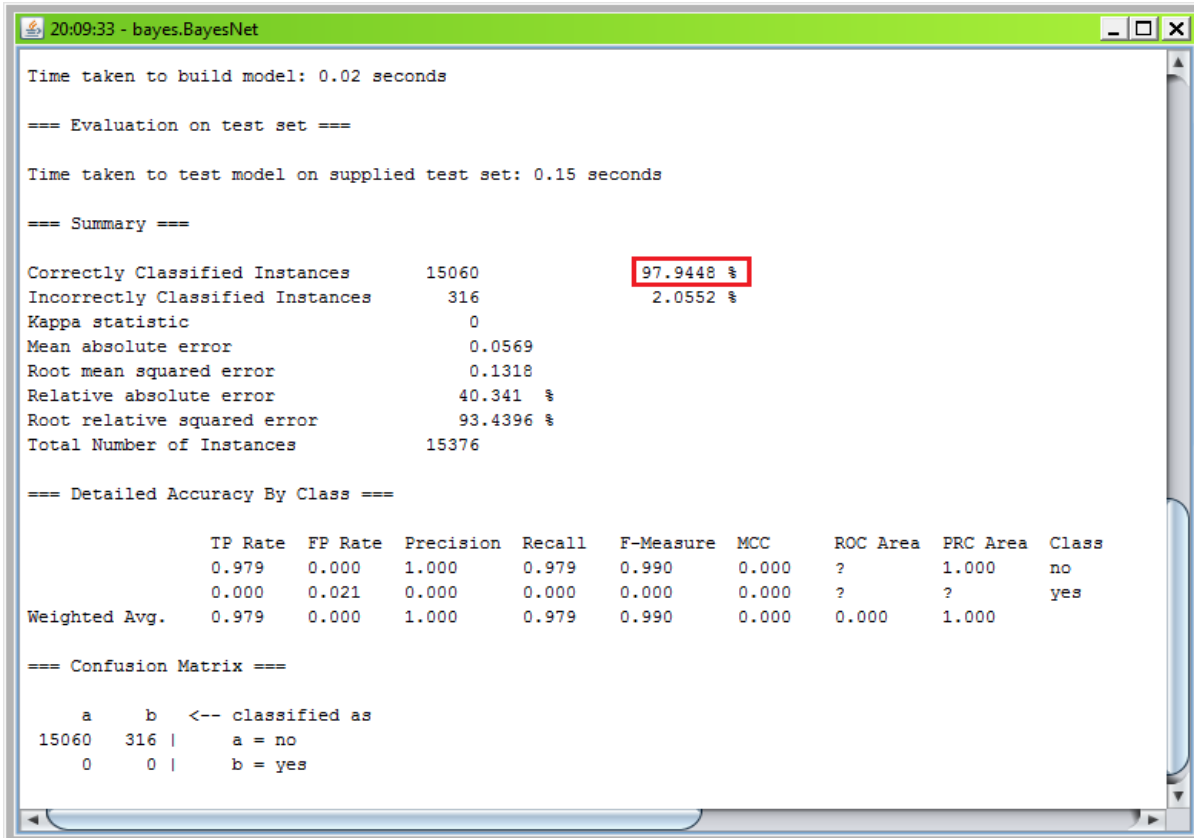 20:09:33 - bayes.BayesNet
Time taken to build model: 0.02 seconds
=== Evaluation on test set ===
Time taken to test model on supplied test set: 0.15 seconds
=== Summary ===
Correctly Classified Instances 15060 97.9448 %
Incorrectly Classified Instances 316 2.0552 %
Kappa statistic 0
Mean absolute error 0.0569
Root mean squared error 0.1318
Relative absolute error 40.341 %
Root relative squared error 93.4396 %
Total Number of Instances 15376
=== Detailed Accuracy By Class ===
TP Rate FP Rate Precision Recall F-Measure MCC ROC Area PRC Area Class
0.979 0.000 1.000 0.979 0.990 0.000 ? 1.000 no
0.000 0.021 0.000 0.000 0.000 0.000 ? ? yes
Weighted Avg. 0.979 0.000 1.000 0.979 0.990 0.000 0.000 1.000
=== Confusion Matrix ===
a b <-- classified as
15060 316 | a = no
0 0 | b = yes